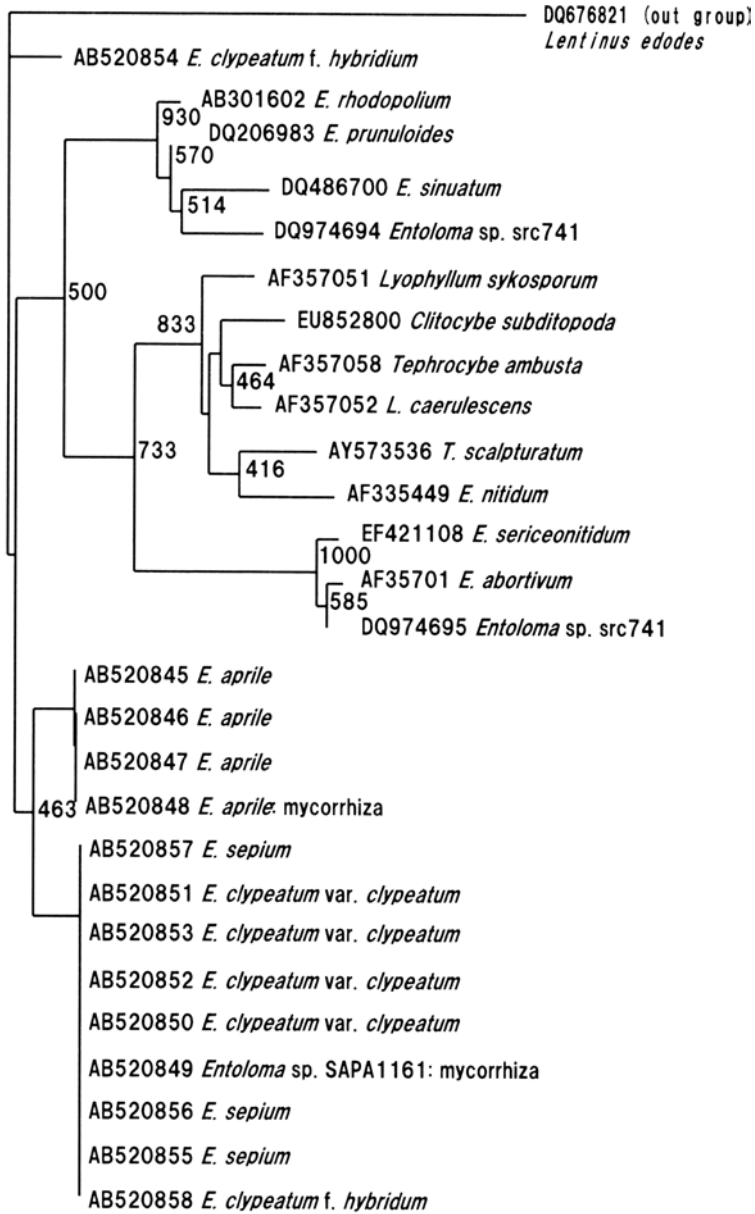 DQ676821 (out group)
Lentinus edodes
AB520854 E. clypeatum f. hybridium
AB301602 E. rhodopolium
930
DQ206983 E. prunuloides
570
DQ486700 E. sinuatum
514
DQ974694 Entoloma sp. src741
AF357051 Lyophyllum sykosporum
500
833
EU852800 Clitocybe subditopoda
AF357058 Tephrocybe ambusta
464
AF357052 L. caerulescens
733
AY573536 T. scalpturatum
416
AF335449 E. nitidum
EF421108 E. sericeonitidum
1000
AF35701 E. abortivum
585
DQ974695 Entoloma sp. src741
AB520845 E. aprile
AB520846 E. aprile
AB520847 E. aprile
463
AB520848 E. aprile: mycorrhiza
AB520857 E. sepium
AB520851 E. clypeatum var. clypeatum
AB520853 E. clypeatum var. clypeatum
AB520852 E. clypeatum var. clypeatum
AB520850 E. clypeatum var. clypeatum
AB520849 Entoloma sp. SAPA1161: mycorrhiza
AB520856 E. sepium
AB520855 E. sepium
AB520858 E. clypeatum f. hybridum